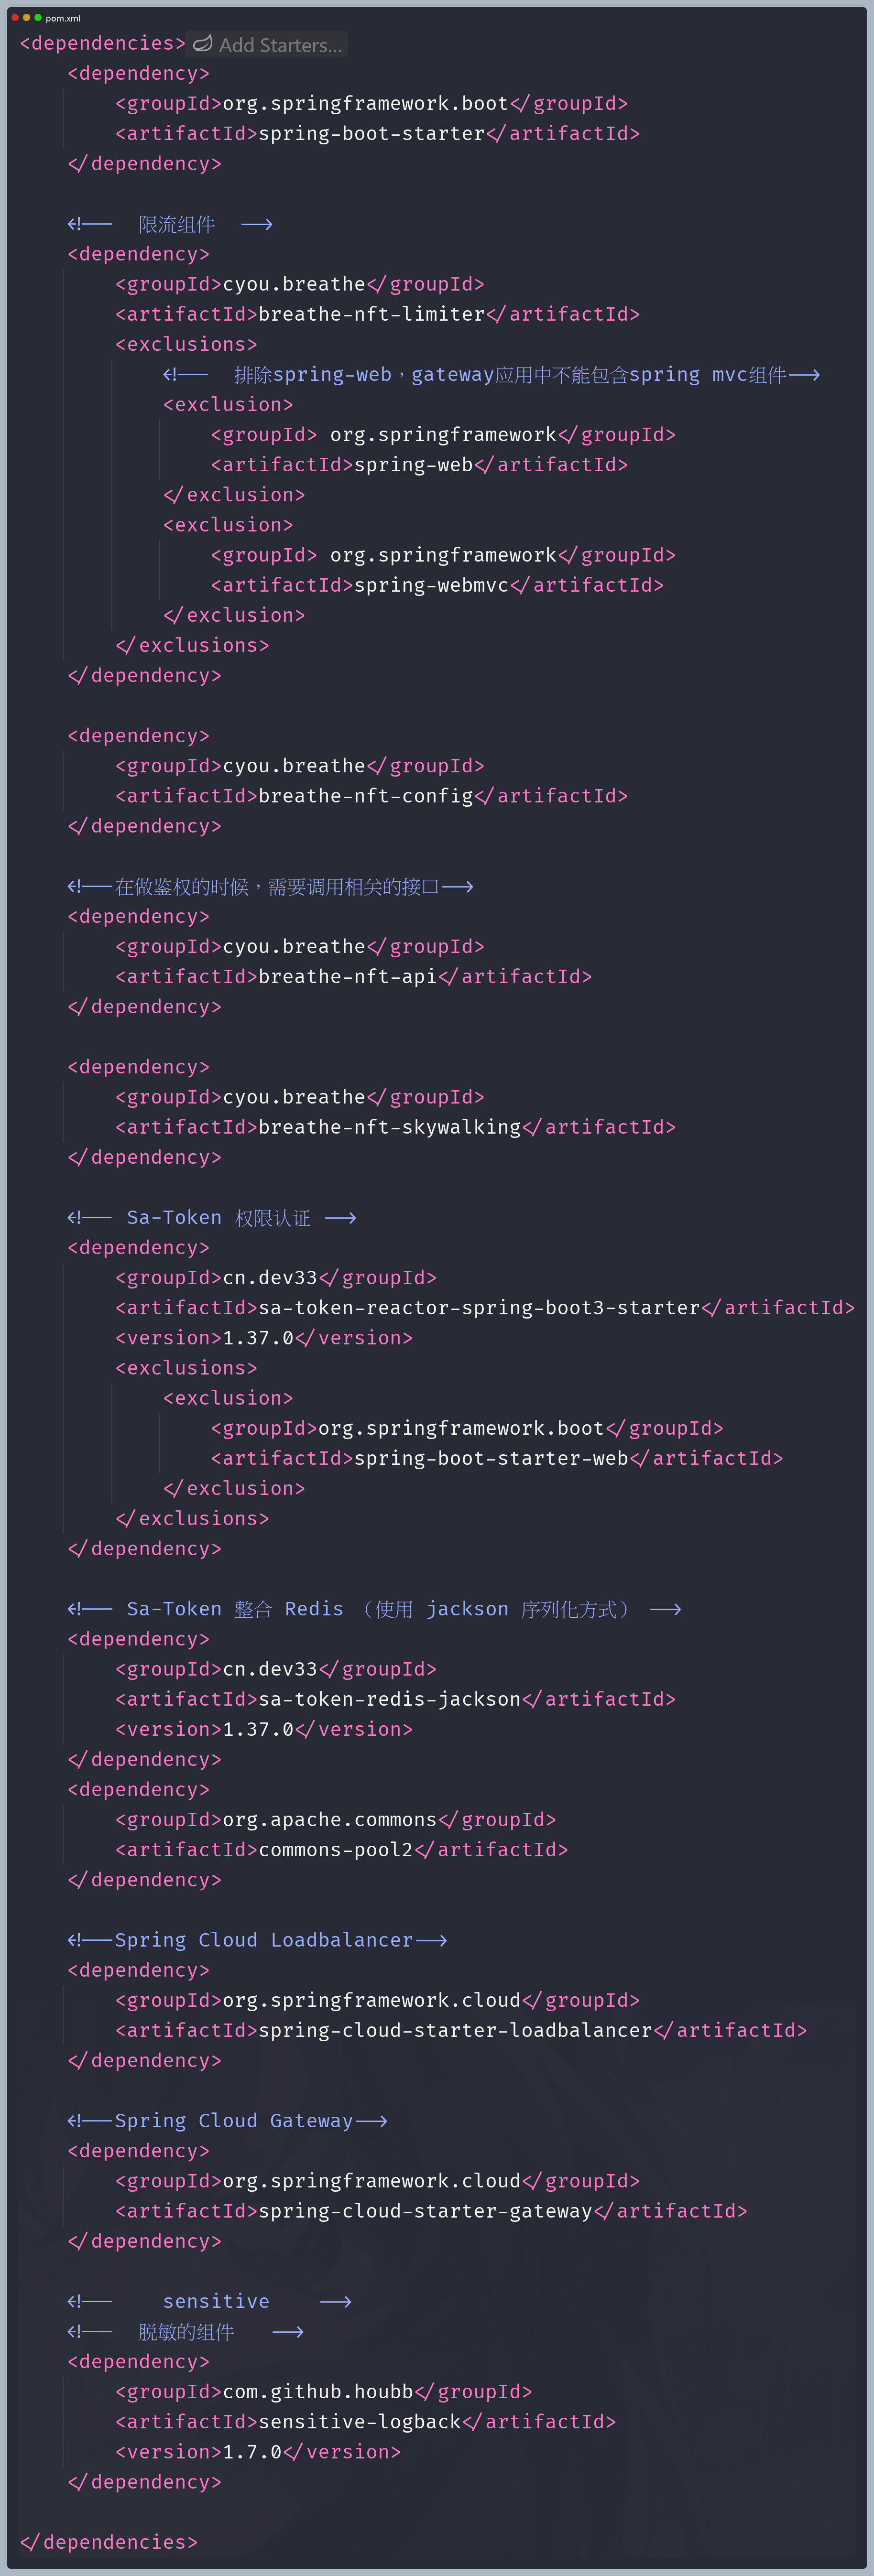 pom.xml
<dependencies> Add Starters...
    <dependency>
        <groupId>org.springframework.boot</groupId>
        <artifactId>spring-boot-starter</artifactId>
    </dependency>

    <!--  限流组件  -->
    <dependency>
        <groupId>cyou.breathe</groupId>
        <artifactId>breathe-nft-limiter</artifactId>
        <exclusions>
            <!--  排除spring-web，gateway应用中不能包含spring mvc组件-->
            <exclusion>
                <groupId> org.springframework</groupId>
                <artifactId>spring-web</artifactId>
            </exclusion>
            <exclusion>
                <groupId> org.springframework</groupId>
                <artifactId>spring-webmvc</artifactId>
            </exclusion>
        </exclusions>
    </dependency>

    <dependency>
        <groupId>cyou.breathe</groupId>
        <artifactId>breathe-nft-config</artifactId>
    </dependency>

    <!--在做鉴权的时候，需要调用相关的接口-->
    <dependency>
        <groupId>cyou.breathe</groupId>
        <artifactId>breathe-nft-api</artifactId>
    </dependency>

    <dependency>
        <groupId>cyou.breathe</groupId>
        <artifactId>breathe-nft-skywalking</artifactId>
    </dependency>

    <!-- Sa-Token 权限认证 -->
    <dependency>
        <groupId>cn.dev33</groupId>
        <artifactId>sa-token-reactor-spring-boot3-starter</artifactId>
        <version>1.37.0</version>
        <exclusions>
            <exclusion>
                <groupId>org.springframework.boot</groupId>
                <artifactId>spring-boot-starter-web</artifactId>
            </exclusion>
        </exclusions>
    </dependency>

    <!-- Sa-Token 整合 Redis （使用 jackson 序列化方式） -->
    <dependency>
        <groupId>cn.dev33</groupId>
        <artifactId>sa-token-redis-jackson</artifactId>
        <version>1.37.0</version>
    </dependency>
    <dependency>
        <groupId>org.apache.commons</groupId>
        <artifactId>commons-pool2</artifactId>
    </dependency>

    <!--Spring Cloud Loadbalancer-->
    <dependency>
        <groupId>org.springframework.cloud</groupId>
        <artifactId>spring-cloud-starter-loadbalancer</artifactId>
    </dependency>

    <!--Spring Cloud Gateway-->
    <dependency>
        <groupId>org.springframework.cloud</groupId>
        <artifactId>spring-cloud-starter-gateway</artifactId>
    </dependency>

    <!--    sensitive    -->
    <!--  脱敏的组件   -->
    <dependency>
        <groupId>com.github.houbb</groupId>
        <artifactId>sensitive-logback</artifactId>
        <version>1.7.0</version>
    </dependency>

</dependencies>